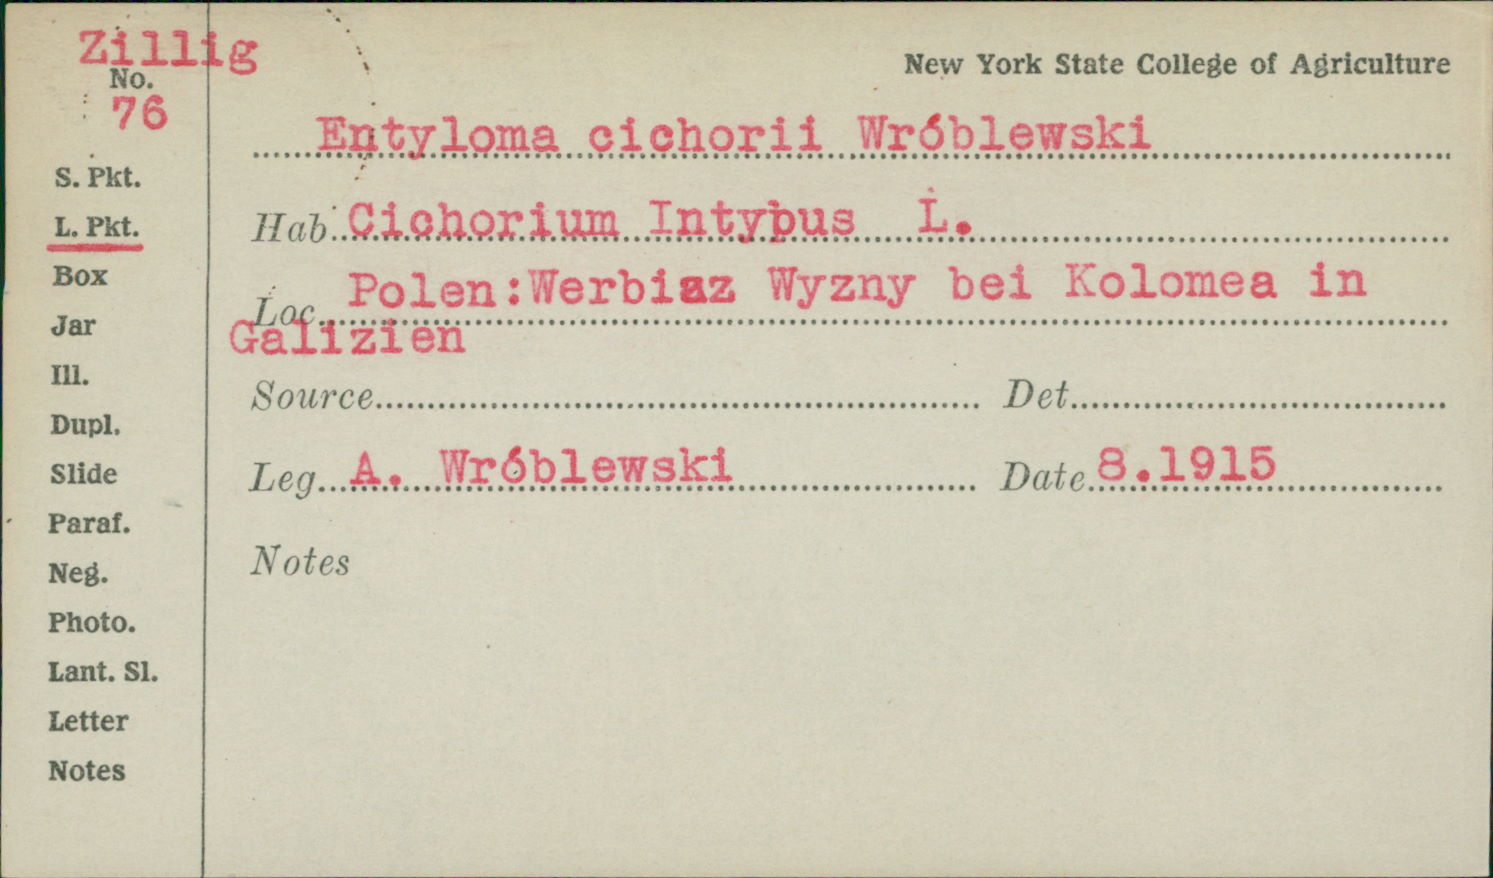 Zillig
No.
76
New York State College of Agriculture
Entyloma cichorii Wróblewski
Hab. Cichorium Intybus L.
Loc. Polen: Wyzny bei Kolomea in
Galizien
Source Det.
Leg. A. Wróblewski Date 8.1915
Notes
S. Pkt.
L. Pkt.
Box
Jar
Ill.
Dupl.
Slide
Paraf.
Neg.
Photo.
Lant. Sl.
Letter
Notes